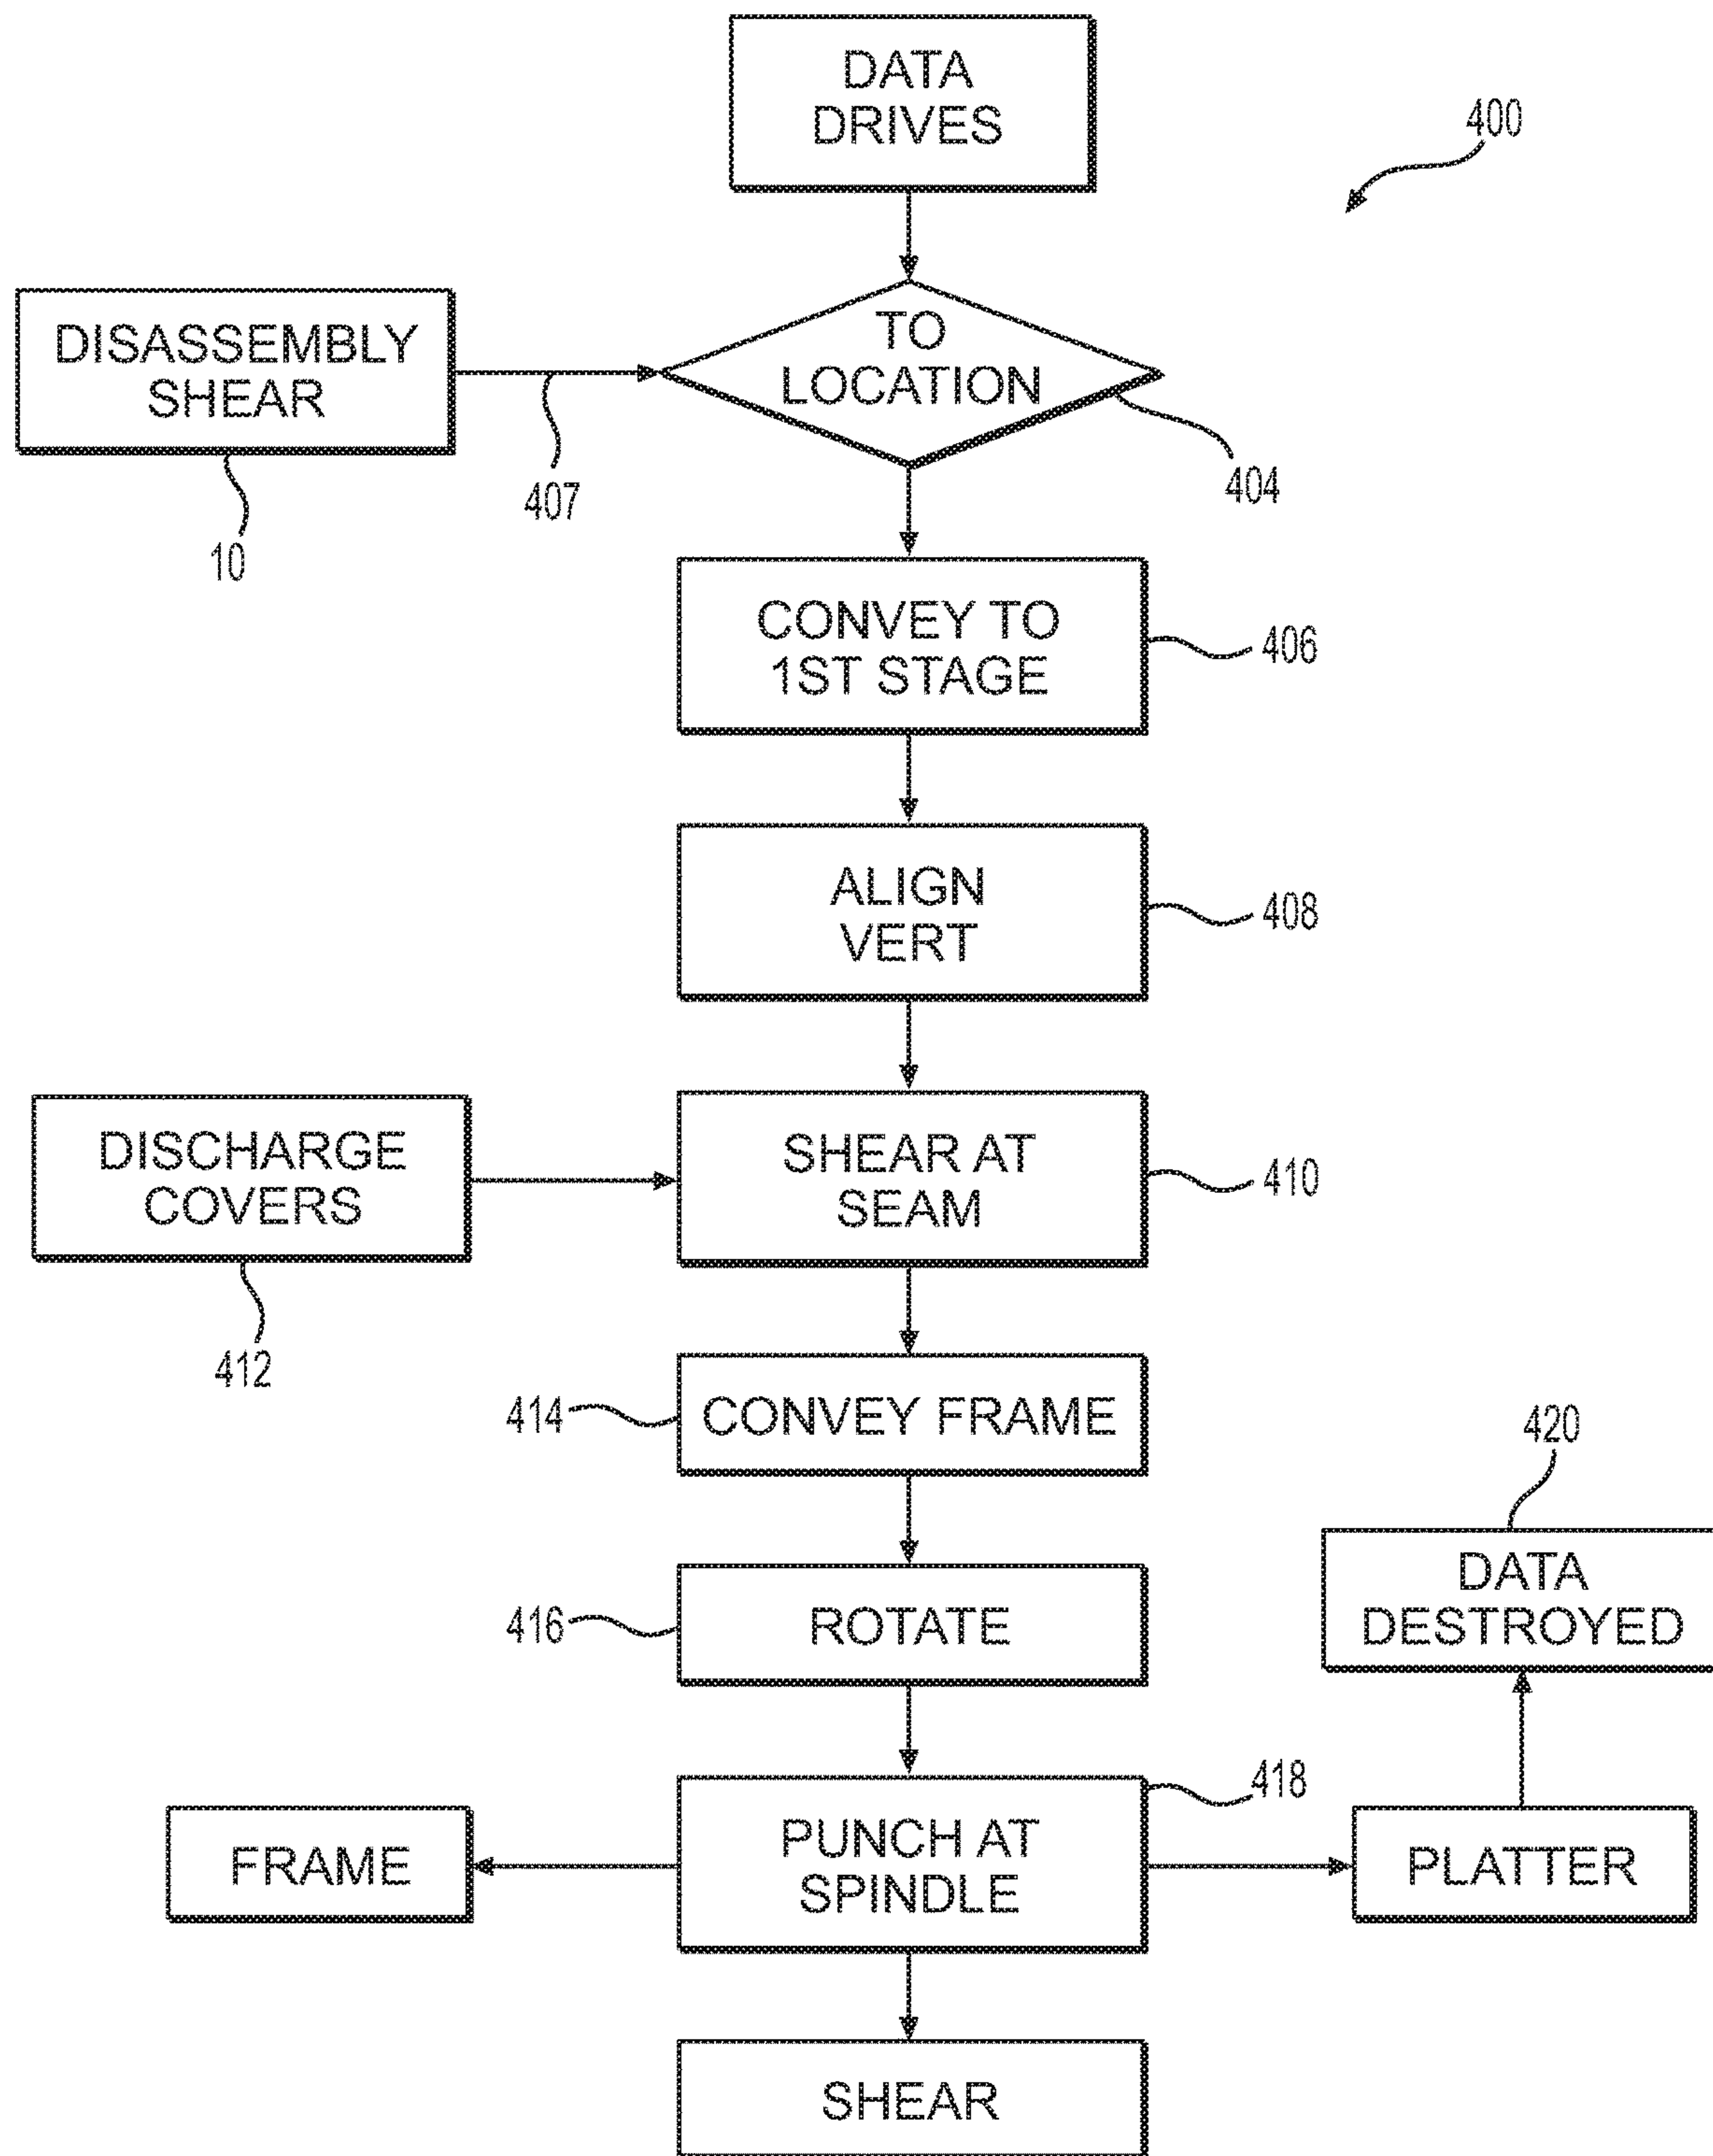 DATA
DRIVES
400
DISASSEMBLY
SHEAR
TO
LOCATION
407
404
10
CONVEY TO
1ST STAGE
406
ALIGN
VERT
408
DISCHARGE
COVERS
SHEAR AT
SEAM
410
412
414
CONVEY FRAME
420
416
ROTATE
DATA
DESTROYED
418
FRAME
PUNCH AT
SPINDLE
PLATTER
SHEAR